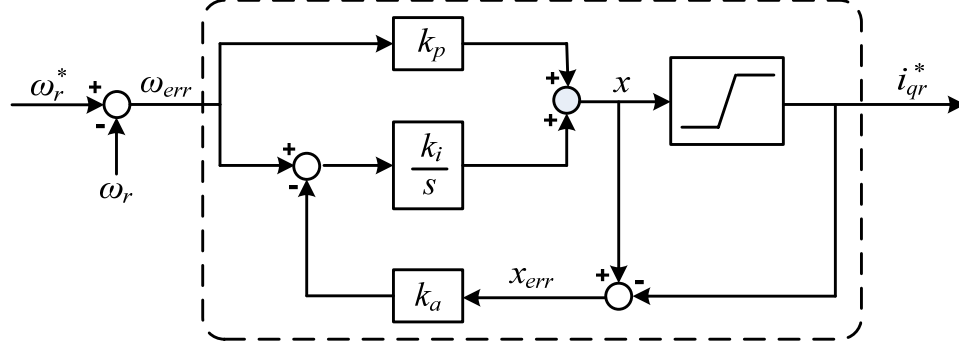 k_p
ω_r^* + ω_err + x i_qr^*
- + + k_i/s
ω_r -
k_a x_err + -